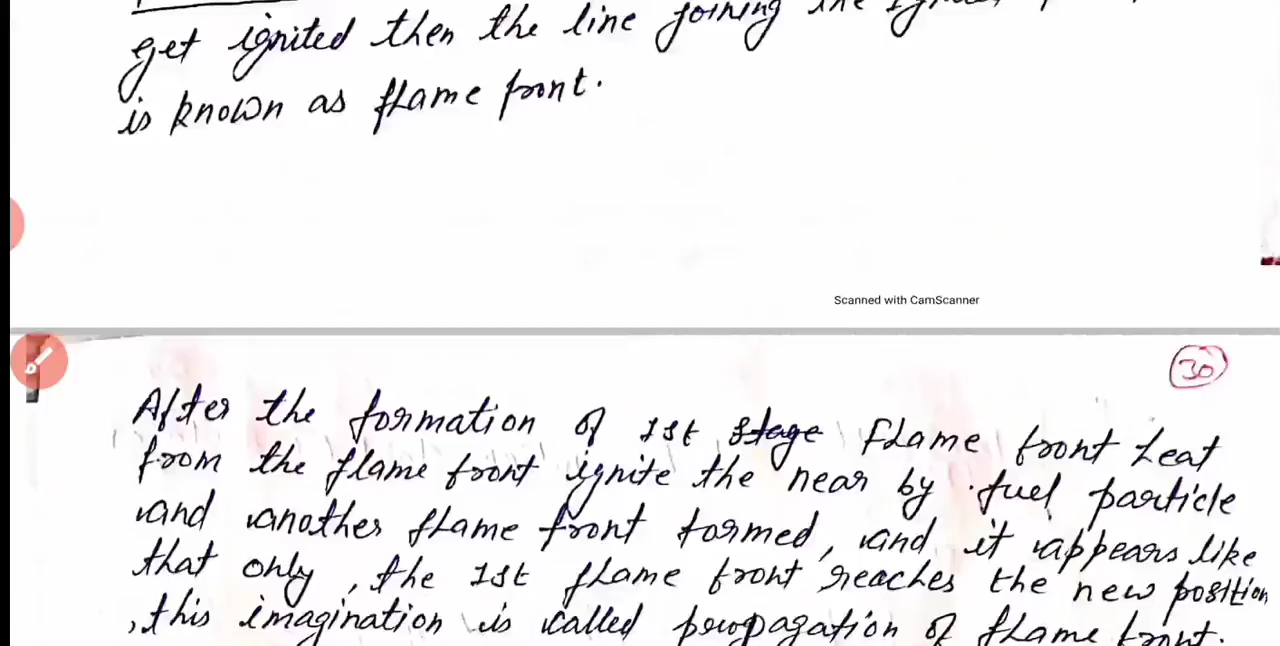 get ignited then the line joining the
is known as flame front.
Scanned with CamScanner
30
After the formation of 1st stage Flame front heat
from the flame front ignite the near by fuel particle
and another flame front formed, and it appears like
that only, the 1st flame front reaches the new position
, this imagination is called propagation of flame front.